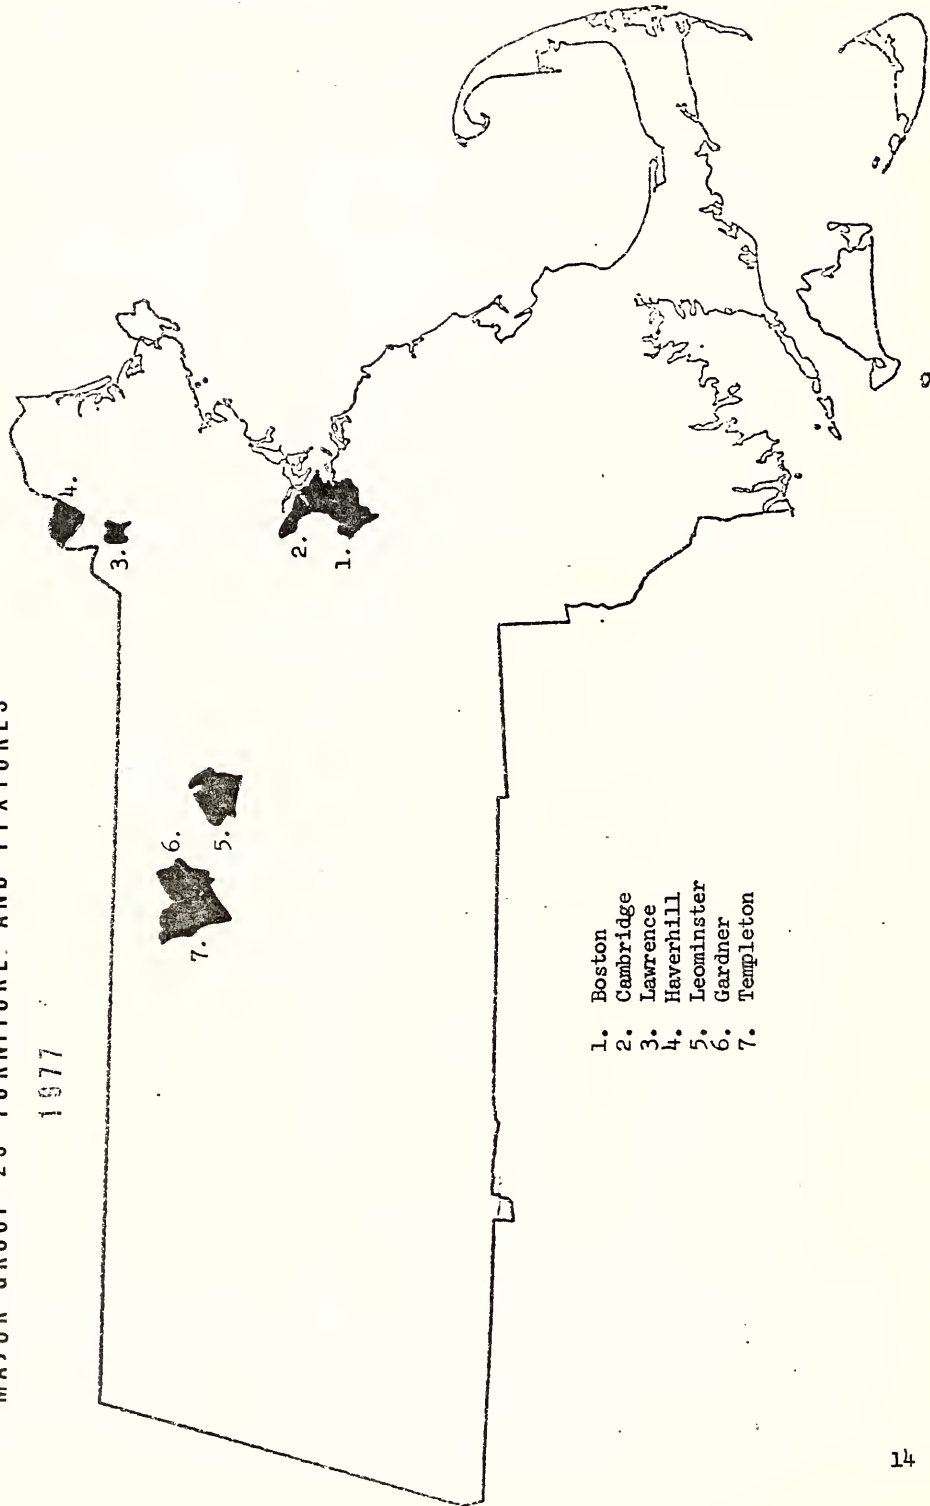 MAJOR GROUP 25 FURNITURE AND FIXTURES
1977
4.
3.
2.
1.
6.
5.
7.
1. Boston
2. Cambridge
3. Lawrence
4. Haverhill
5. Leominster
6. Gardner
7. Templeton
14